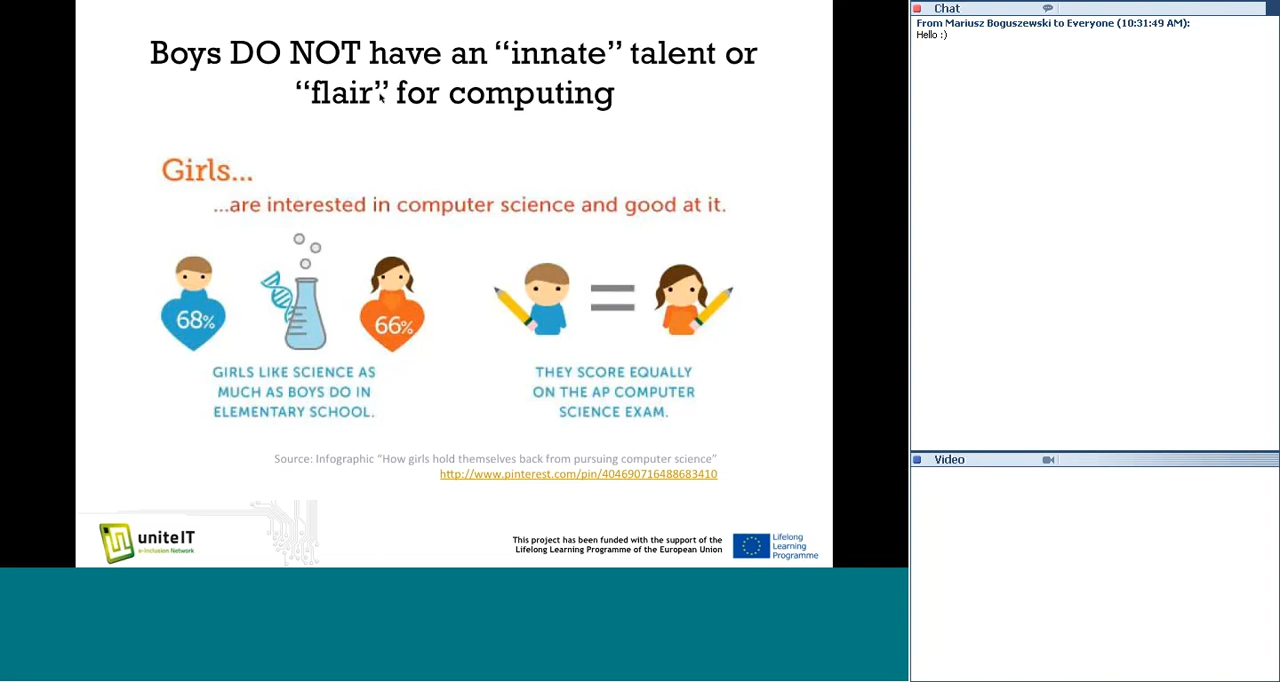 Boys DO NOT have an “innate” talent or
“flair” for computing
Girls...
...are interested in computer science and good at it.
68%
66%
GIRLS LIKE SCIENCE AS
MUCH AS BOYS DO IN
ELEMENTARY SCHOOL.
THEY SCORE EQUALLY
ON THE AP COMPUTER
SCIENCE EXAM.
Source: Infographic “How girls hold themselves back from pursuing computer science”
http://www.pinterest.com/pin/404690716488683410
uniteIT
e-Inclusion Network
This project has been funded with the support of the
Lifelong Learning Programme of the European Union
Lifelong
Learning
Programme
Chat
From Mariusz Boguszewski to Everyone (10:31:49 AM):
Hello :)
Video